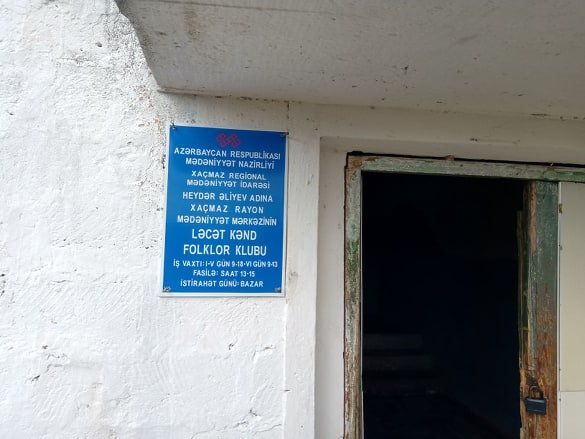 AZƏRBAYCAN RESPUBLİKASI
MƏDƏNİYYƏT NAZİRLİYİ
XAÇMAZ REGIONAL
MƏDƏNİYYƏT İDARƏSİ
HEYDƏR ƏLİYEV ADINA
XAÇMAZ RAYON
MƏDƏNİYYƏT MƏRKƏZİNİN
LƏCƏT KƏND
FOLKLOR KLUBU
İŞ VAXTI: I-V GÜN 9-18-VI GÜN 9-13
FASİLƏ: SAAT 13-15
İSTİRAHƏT GÜNÜ: BAZAR